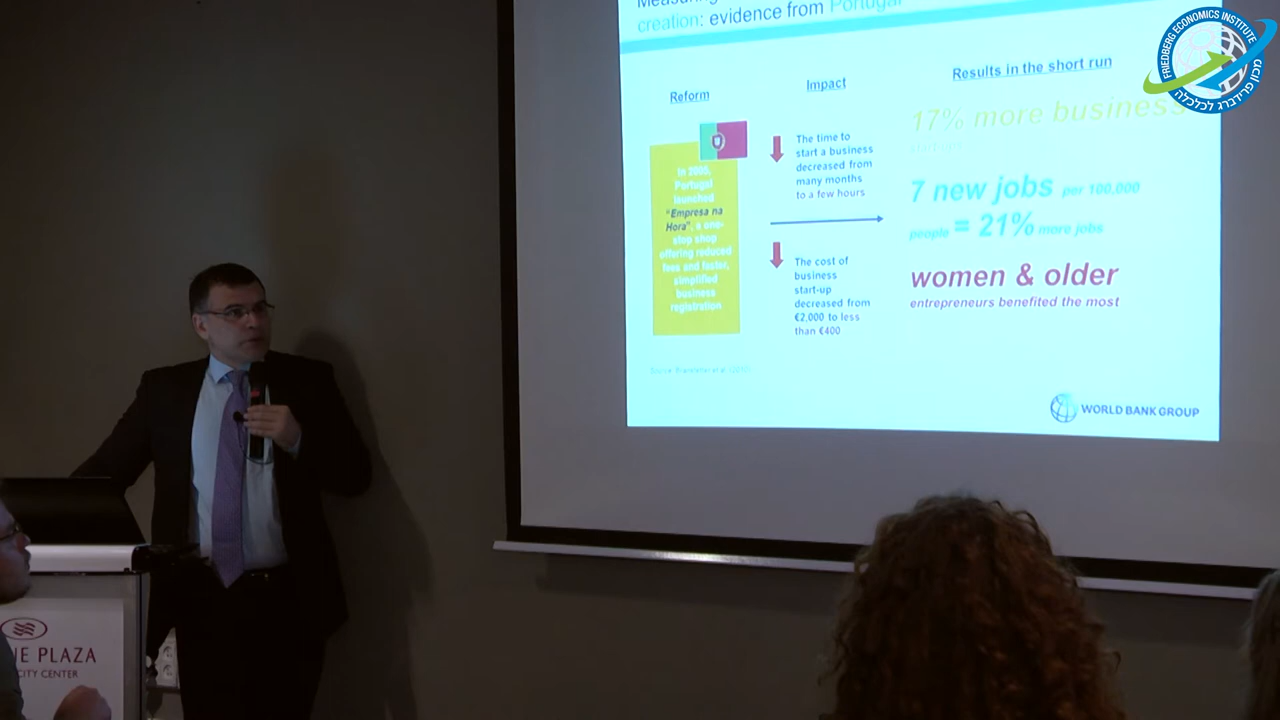 Measuring
creation: evidence from Portugal
FRIEDBERG ECONOMICS INSTITUTE
מכון פרידברג לכלכלה
Reform
In 2005,
Portugal
launched
"Empresa na
Hora", a one-
stop shop
offering reduced
fees and faster,
simplified
business
registration
Impact
The time to
start a business
decreased from
many months
to a few hours
The cost of
business
start-up
decreased from
€2,000 to less
than €400
Results in the short run
17% more business
startups
7 new jobs per 100,000
people = 21% more jobs
women & older
entrepreneurs benefited the most
WORLD BANK GROUP
NE PLAZA
CITY CENTER